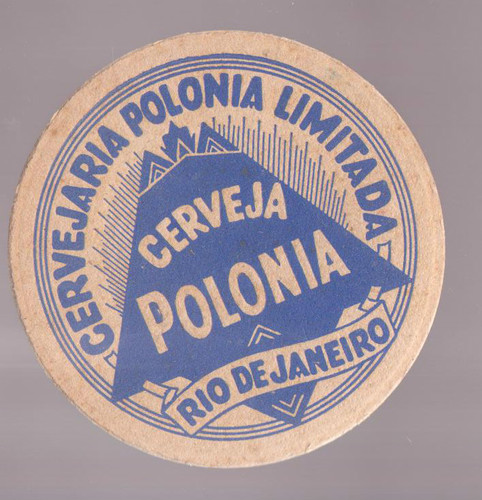 CERVEJARIA POLONIA LIMITADA
CERVEJA
POLONIA
RIO DE JANEIRO